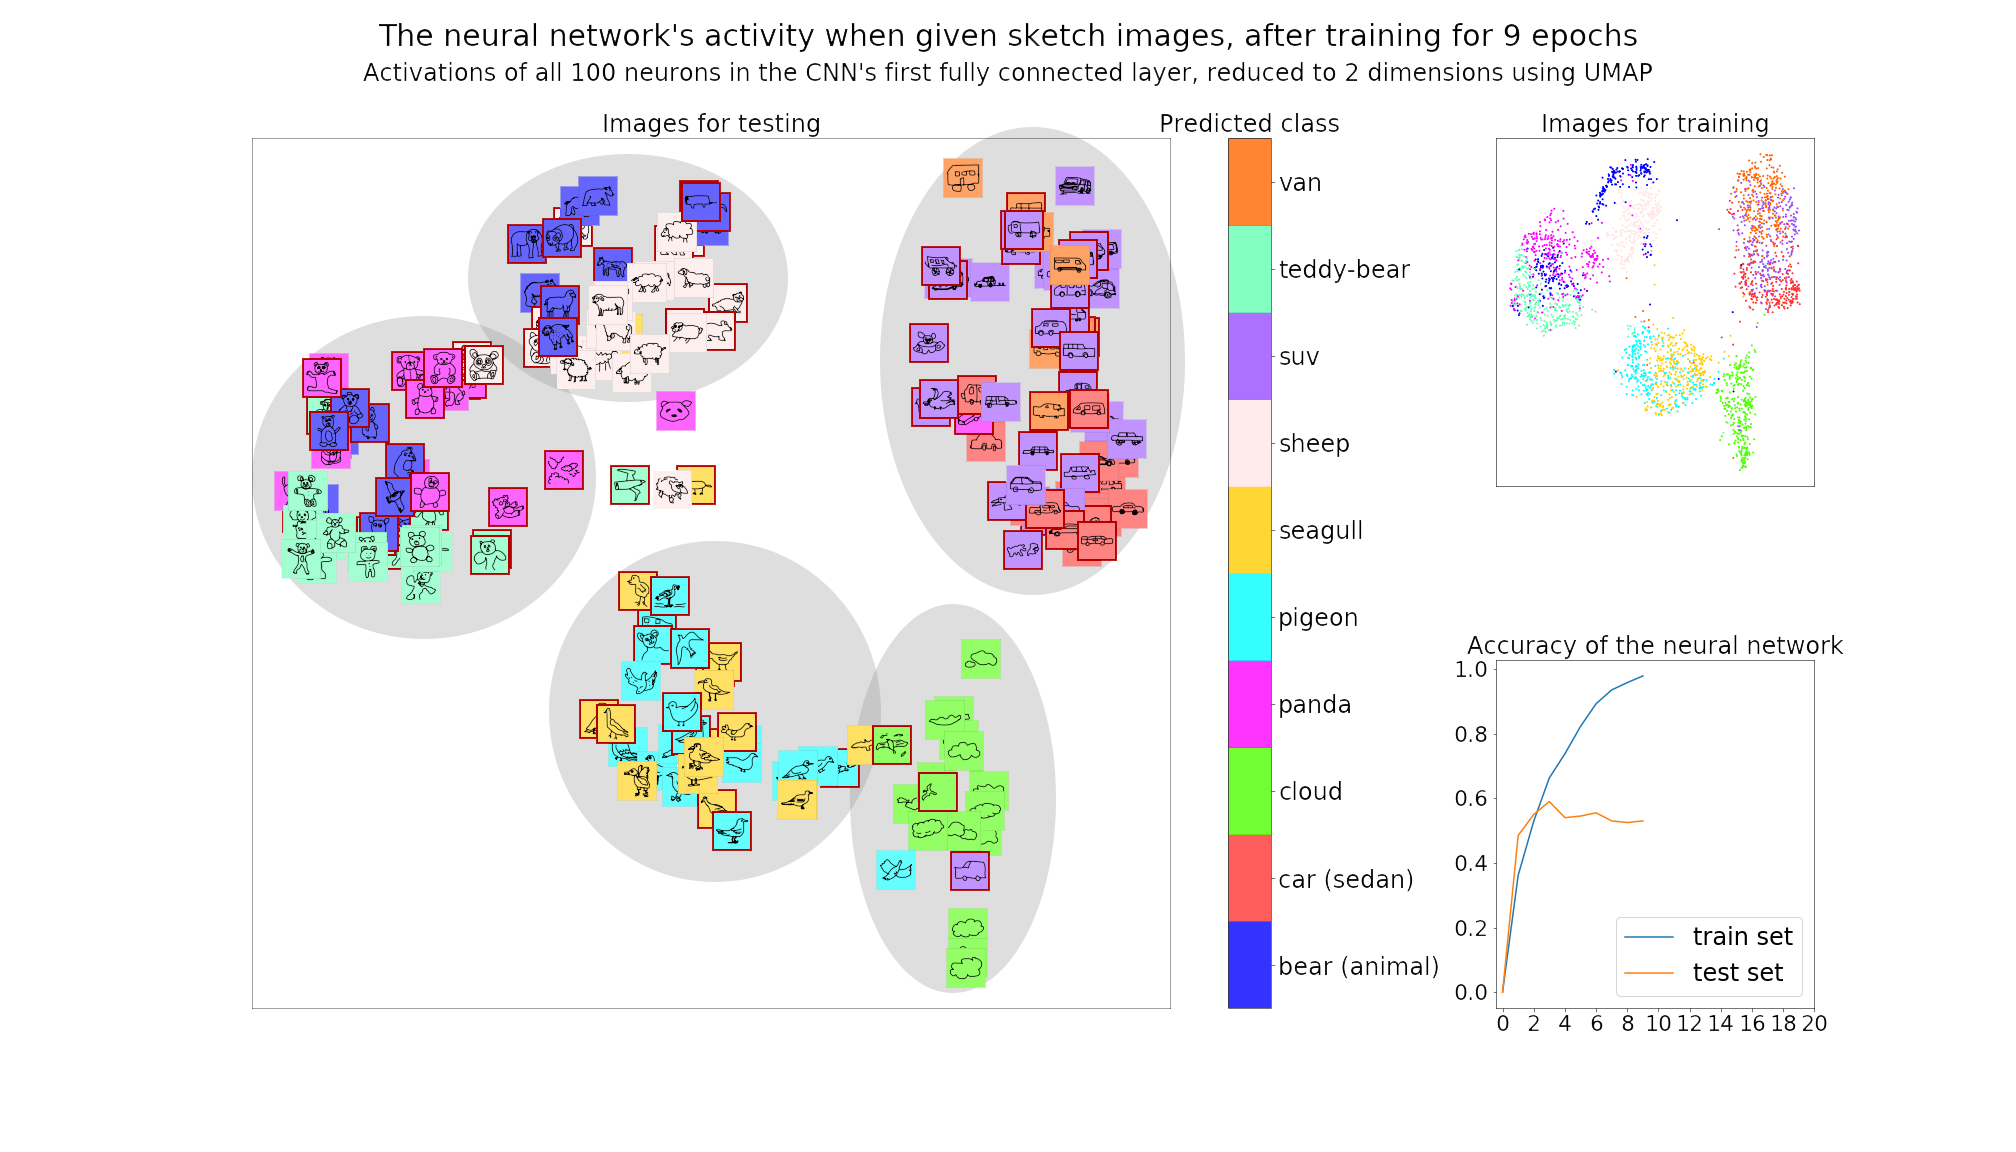 The neural network's activity when given sketch images, after training for 9 epochs
Activations of all 100 neurons in the CNN's first fully connected layer, reduced to 2 dimensions using UMAP
Images for testing
Predicted class
van
teddy-bear
suv
sheep
seagull
pigeon
panda
cloud
car (sedan)
bear (animal)
Images for training
Accuracy of the neural network
1.0
0.8
0.6
0.4
0.2
0.0
train set
test set
0 2 4 6 8 10 12 14 16 18 20